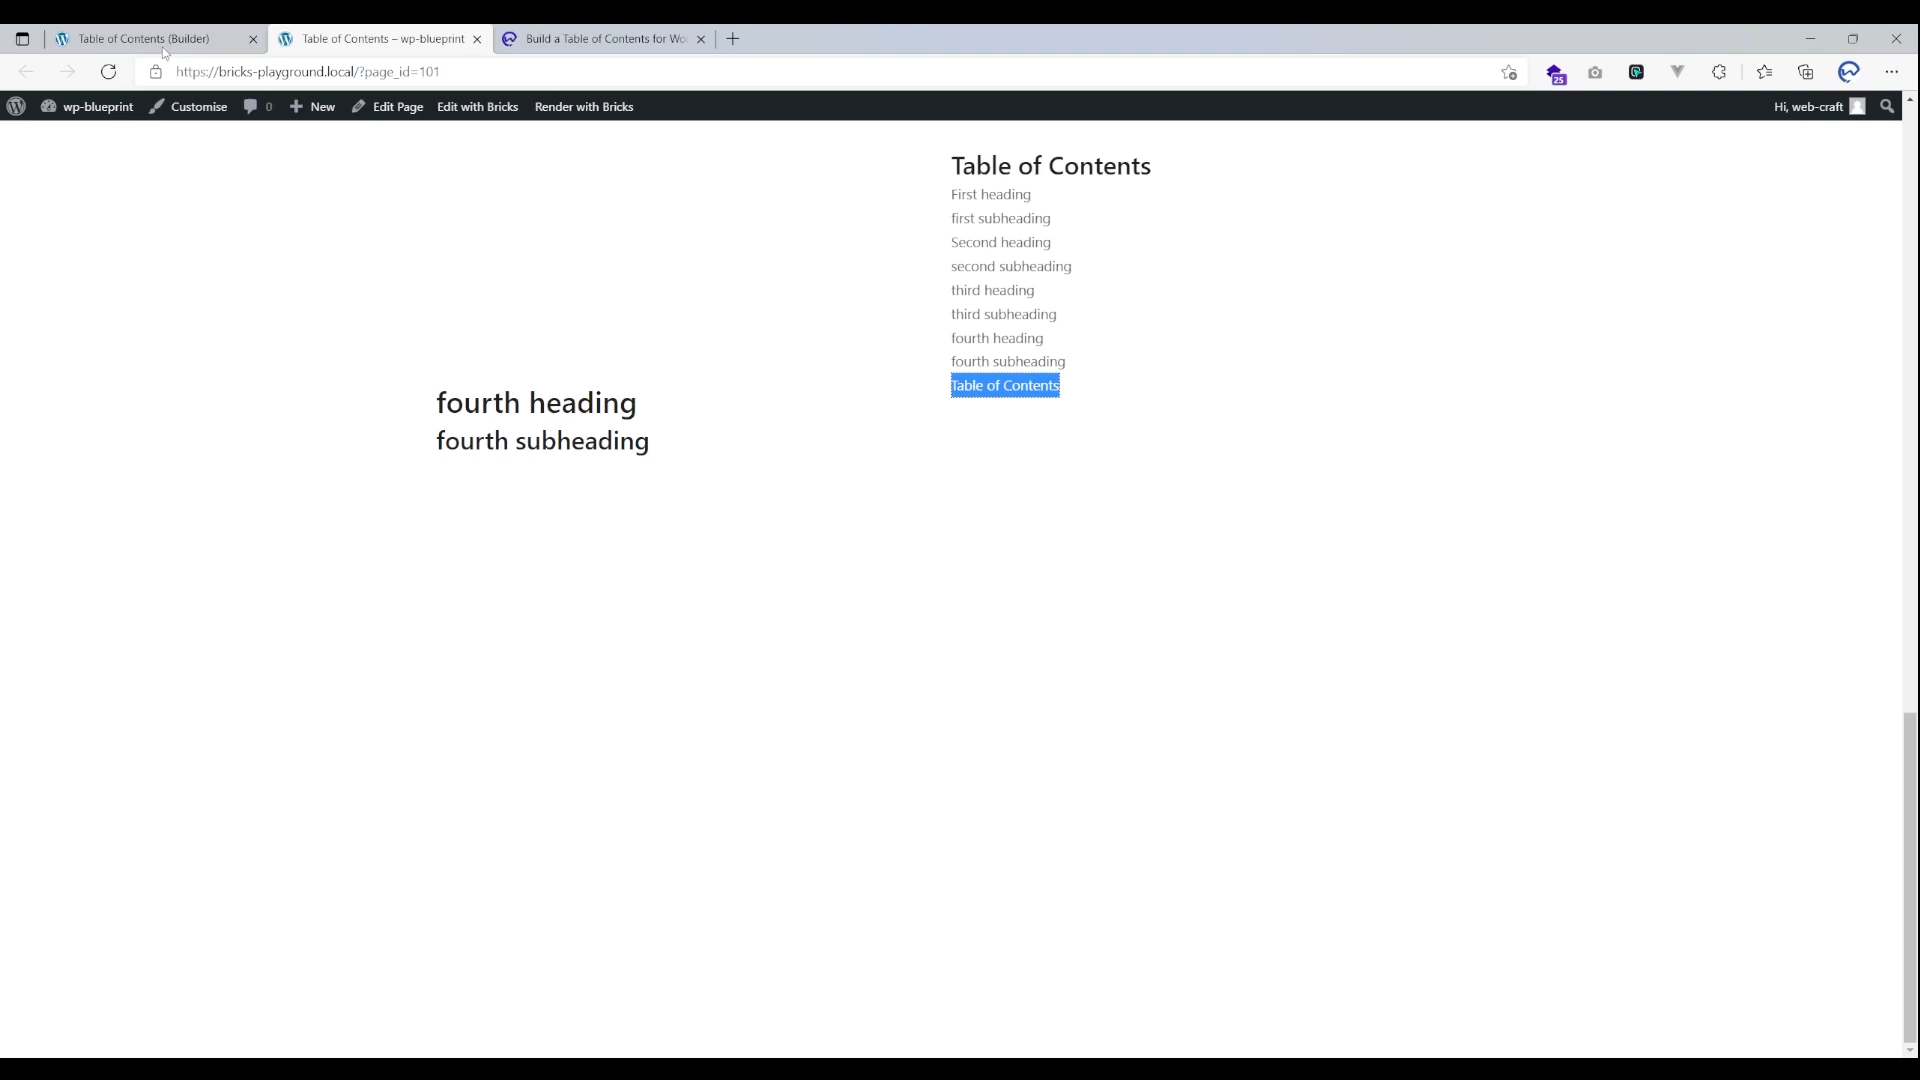 Table of Contents (Builder)
Table of Contents – wp-blueprint
Build a Table of Contents for Wo
https://bricks-playground.local/?page_id=101
25
wp-blueprint
Customise
0
New
Edit Page
Edit with Bricks
Render with Bricks
Hi, web-craft
Table of Contents
First heading
first subheading
Second heading
second subheading
third heading
third subheading
fourth heading
fourth subheading
Table of Contents
fourth heading
fourth subheading